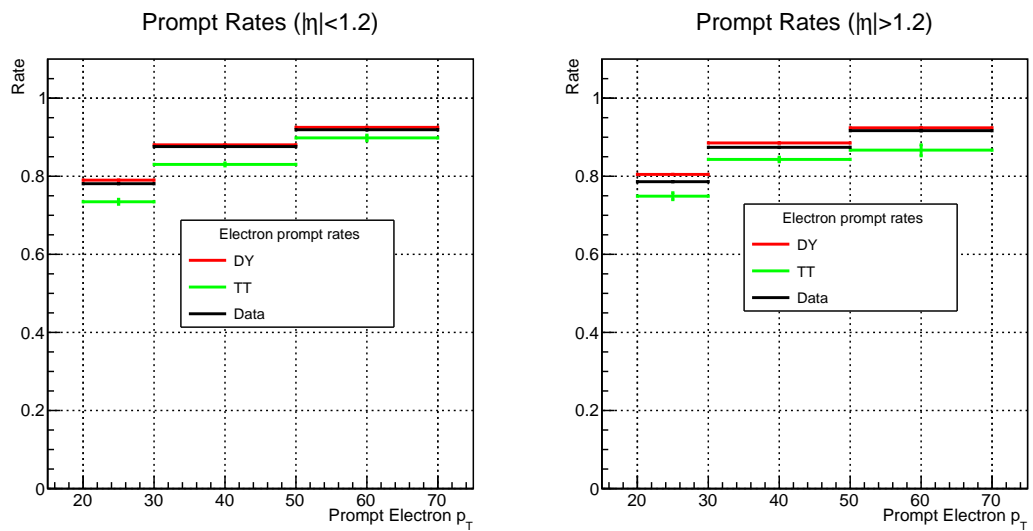 Prompt Rates (|η|<1.2)
Rate
1
0.8
0.6
0.4
0.2
0
Electron prompt rates
DY
TT
Data
20 30 40 50 60 70
Prompt Electron p_T
Prompt Rates (|η|>1.2)
Rate
1
0.8
0.6
0.4
0.2
0
Electron prompt rates
DY
TT
Data
20 30 40 50 60 70
Prompt Electron p_T